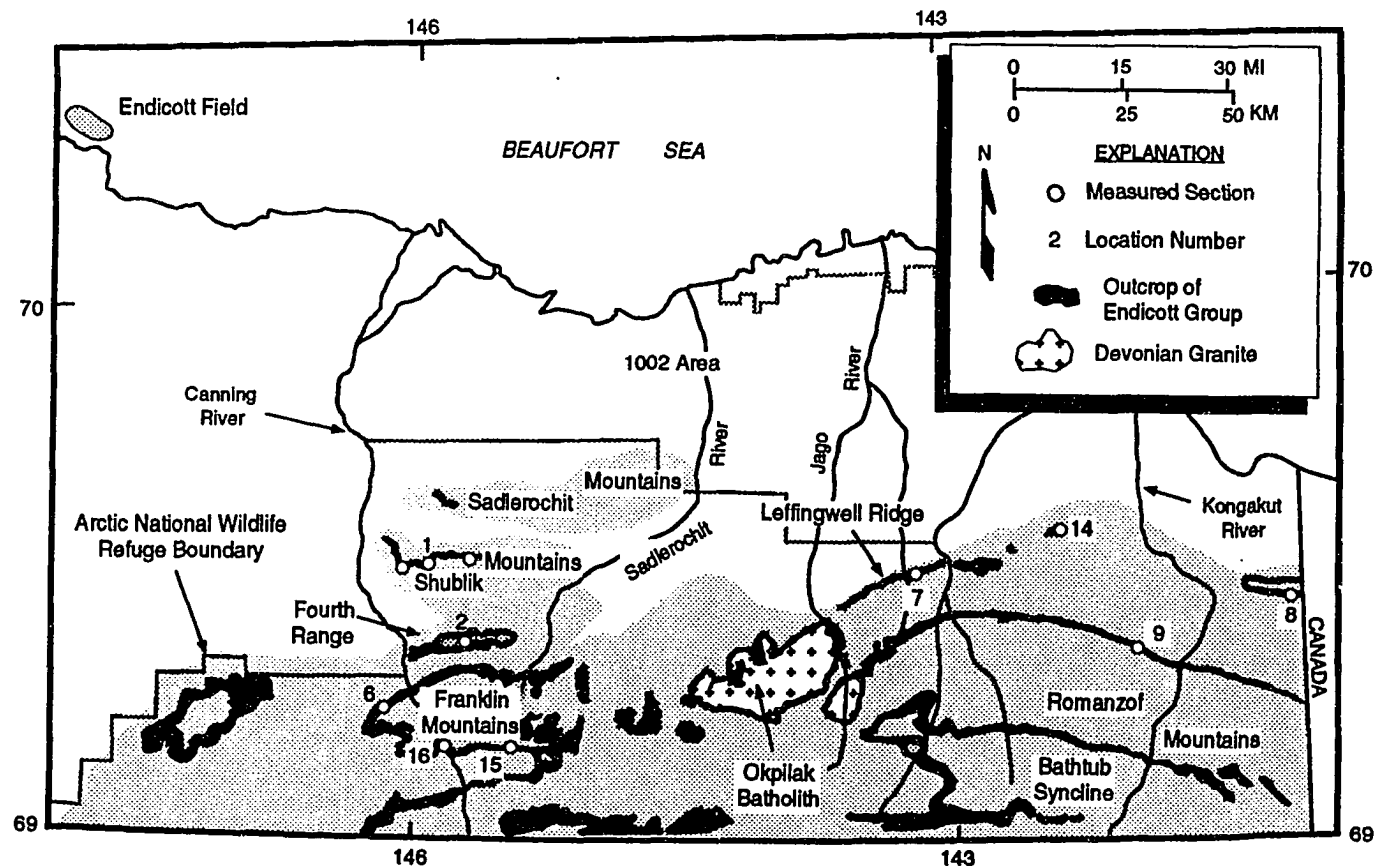 146
143
Endicott Field
BEAUFORT SEA
0 15 30 MI
0 25 50 KM
N
EXPLANATION
Measured Section
2 Location Number
Outcrop of
Endicott Group
Devonian Granite
70
70
1002 Area
River
Jago
River
Canning
River
Mountains
Sadlerochit
Sadlerochit
Leffingwell Ridge
Kongakut
River
Arctic National Wildlife
Refuge Boundary
14
1
Mountains
Shublik
7
8
Fourth
Range
2
9
CANADA
6
Franklin
Mountains
16
15
Romanzof
Mountains
Okpilak
Batholith
Bathtub
Syncline
69
69
146
143